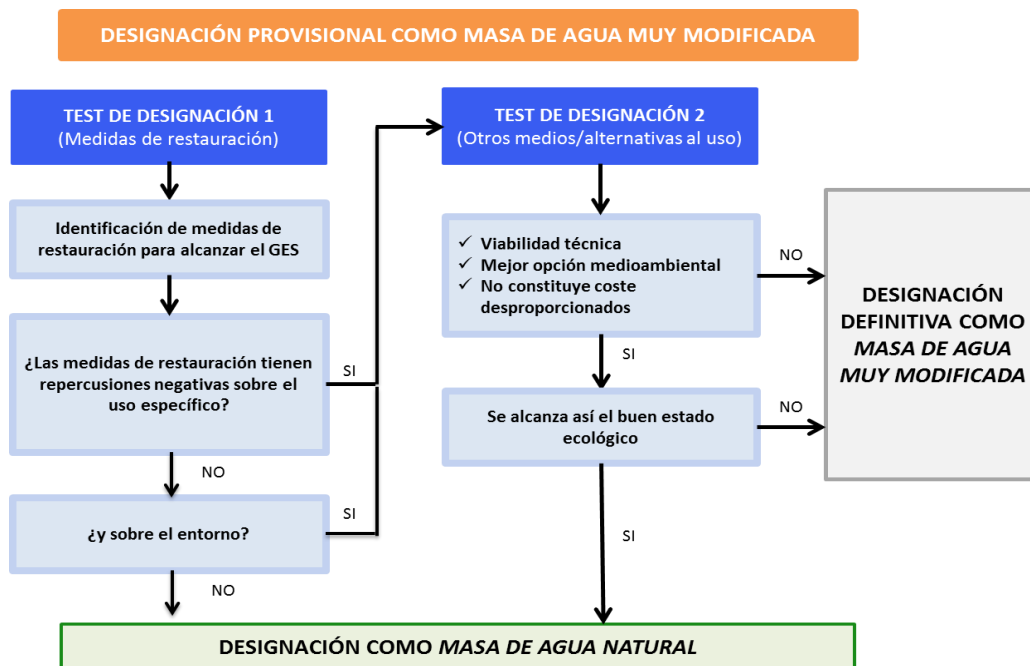 DESIGNACIÓN PROVISIONAL COMO MASA DE AGUA MUY MODIFICADA
TEST DE DESIGNACIÓN 1
(Medidas de restauración)
Identificación de medidas de
restauración para alcanzar el GES
¿Las medidas de restauración tienen
repercusiones negativas sobre el
uso específico?
SI
NO
¿y sobre el entorno?
SI
NO
TEST DE DESIGNACIÓN 2
(Otros medios/alternativas al uso)
✓ Viabilidad técnica
✓ Mejor opción medioambiental
✓ No constituye coste
desproporcionados
NO
SI
Se alcanza así el buen estado
ecológico
NO
SI
DESIGNACIÓN
DEFINITIVA COMO
MASA DE AGUA
MUY MODIFICADA
DESIGNACIÓN COMO MASA DE AGUA NATURAL